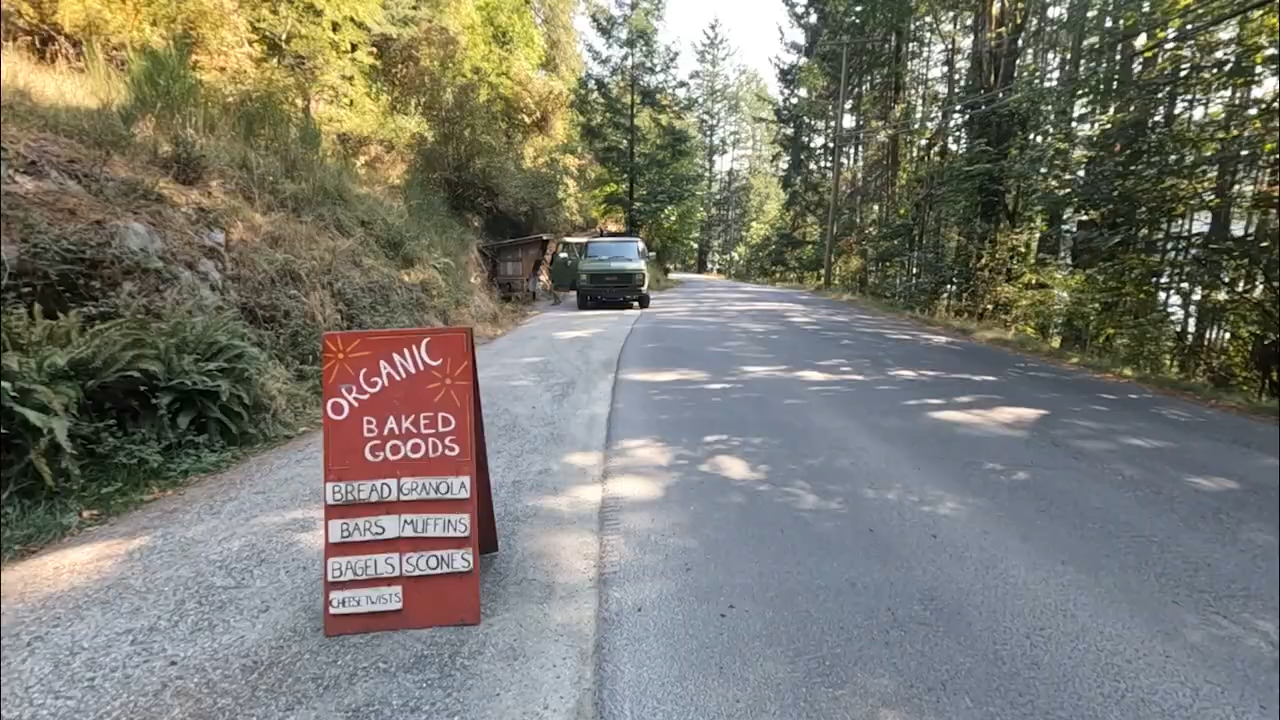 ORGANIC
BAKED
GOODS
BREAD GRANOLA
BARS MUFFINS
BAGELS SCONES
CHEESE TWISTS